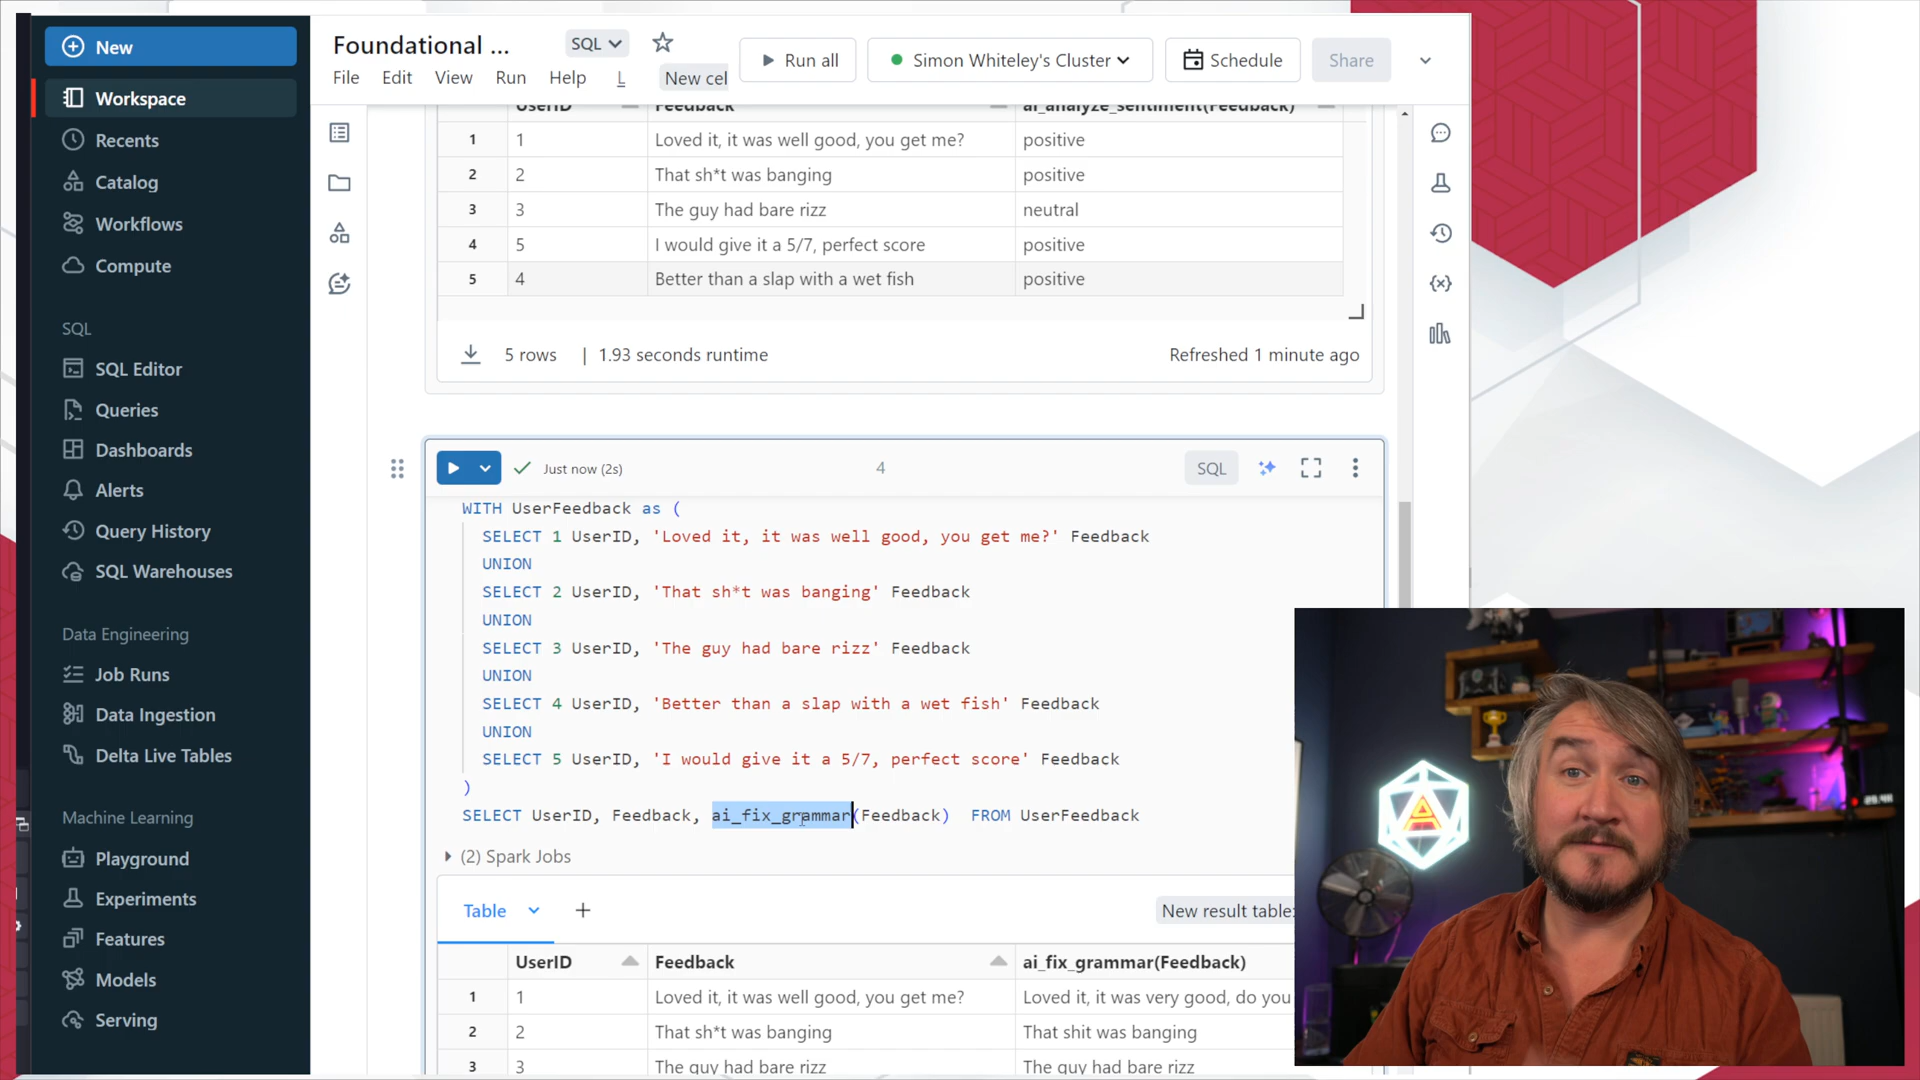 New
Workspace
Recents
Catalog
Workflows
Compute
SQL
SQL Editor
Queries
Dashboards
Alerts
Query History
SQL Warehouses
Data Engineering
Job Runs
Data Ingestion
Delta Live Tables
Machine Learning
Playground
Experiments
Features
Models
Serving
Foundational ...
SQL
File Edit View Run Help L New cel
Run all
Simon Whiteley's Cluster
Schedule
Share
UserID Feedback ai_analyze_sentiment(Feedback)
1 1 Loved it, it was well good, you get me? positive
2 2 That sh*t was banging positive
3 3 The guy had bare rizz neutral
4 5 I would give it a 5/7, perfect score positive
5 4 Better than a slap with a wet fish positive
5 rows | 1.93 seconds runtime Refreshed 1 minute ago
Just now (2s) 4 SQL
WITH UserFeedback as (
SELECT 1 UserID, 'Loved it, it was well good, you get me?' Feedback
UNION
SELECT 2 UserID, 'That sh*t was banging' Feedback
UNION
SELECT 3 UserID, 'The guy had bare rizz' Feedback
UNION
SELECT 4 UserID, 'Better than a slap with a wet fish' Feedback
UNION
SELECT 5 UserID, 'I would give it a 5/7, perfect score' Feedback
)
SELECT UserID, Feedback, ai_fix_grammar(Feedback) FROM UserFeedback
(2) Spark Jobs
Table + New result table:
UserID Feedback ai_fix_grammar(Feedback)
1 1 Loved it, it was well good, you get me? Loved it, it was very good, do you
2 2 That sh*t was banging That shit was banging
3 3 The guy had bare rizz The guy had bare rizz